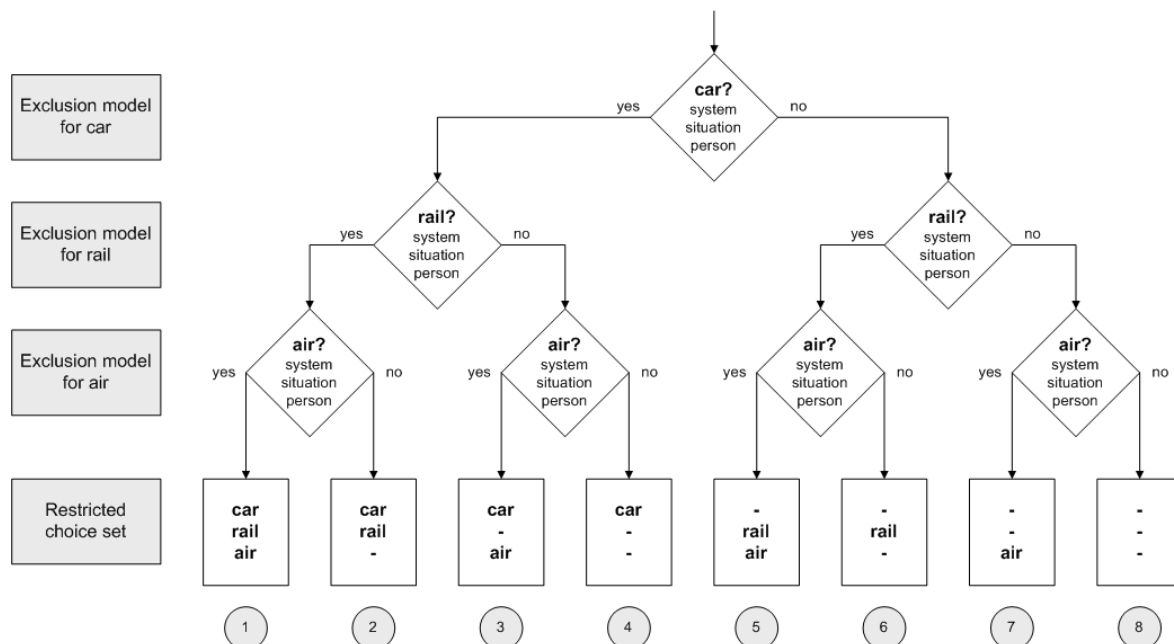 car?
system
situation
person
yes
no
Exclusion model
for car
rail?
system
situation
person
yes
no
rail?
system
situation
person
yes
no
Exclusion model
for rail
air?
system
situation
person
yes
no
air?
system
situation
person
yes
no
air?
system
situation
person
yes
no
air?
system
situation
person
yes
no
Exclusion model
for air
Restricted
choice set
car
rail
air
car
rail
-
car
-
air
car
-
-
-
rail
air
-
rail
-
-
-
air
-
-
-
1
2
3
4
5
6
7
8